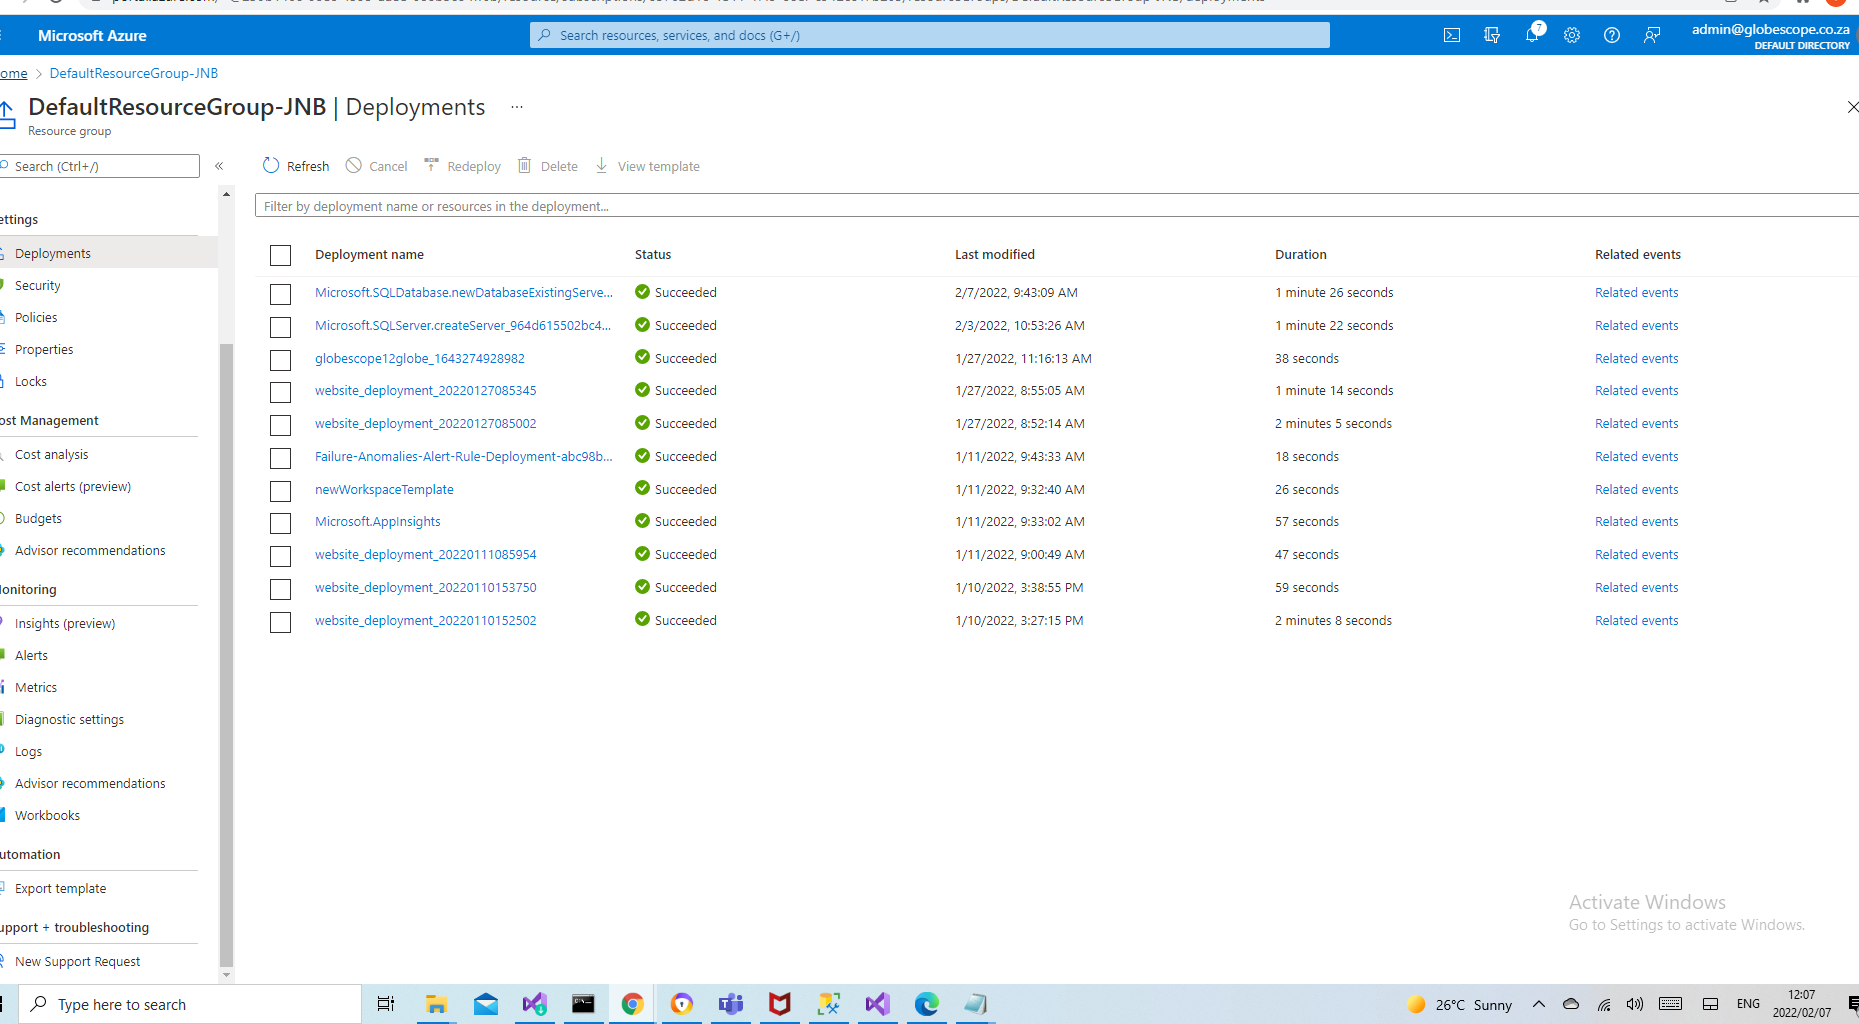 Microsoft Azure
Search resources, services, and docs (G+/)
7
admin@globescope.co.za
DEFAULT DIRECTORY
ome > DefaultResourceGroup-JNB
DefaultResourceGroup-JNB | Deployments ...
Resource group
Search (Ctrl+/) «
Refresh Cancel Redeploy Delete View template
Filter by deployment name or resources in the deployment...
ettings
Deployments
Security
Policies
Properties
Locks
ost Management
Cost analysis
Cost alerts (preview)
Budgets
Advisor recommendations
onitoring
Insights (preview)
Alerts
Metrics
Diagnostic settings
Logs
Advisor recommendations
Workbooks
utomation
Export template
upport + troubleshooting
New Support Request
Deployment name Status Last modified Duration Related events
Microsoft.SQLDatabase.newDatabaseExistingServe... Succeeded 2/7/2022, 9:43:09 AM 1 minute 26 seconds Related events
Microsoft.SQLServer.createServer_964d615502bc4... Succeeded 2/3/2022, 10:53:26 AM 1 minute 22 seconds Related events
globescope12globe_1643274928982 Succeeded 1/27/2022, 11:16:13 AM 38 seconds Related events
website_deployment_20220127085345 Succeeded 1/27/2022, 8:55:05 AM 1 minute 14 seconds Related events
website_deployment_20220127085002 Succeeded 1/27/2022, 8:52:14 AM 2 minutes 5 seconds Related events
Failure-Anomalies-Alert-Rule-Deployment-abc98b... Succeeded 1/11/2022, 9:43:33 AM 18 seconds Related events
newWorkspaceTemplate Succeeded 1/11/2022, 9:32:40 AM 26 seconds Related events
Microsoft.AppInsights Succeeded 1/11/2022, 9:33:02 AM 57 seconds Related events
website_deployment_20220111085954 Succeeded 1/11/2022, 9:00:49 AM 47 seconds Related events
website_deployment_20220110153750 Succeeded 1/10/2022, 3:38:55 PM 59 seconds Related events
website_deployment_20220110152502 Succeeded 1/10/2022, 3:27:15 PM 2 minutes 8 seconds Related events
Activate Windows
Go to Settings to activate Windows.
Type here to search
26°C Sunny
ENG
12:07
2022/02/07